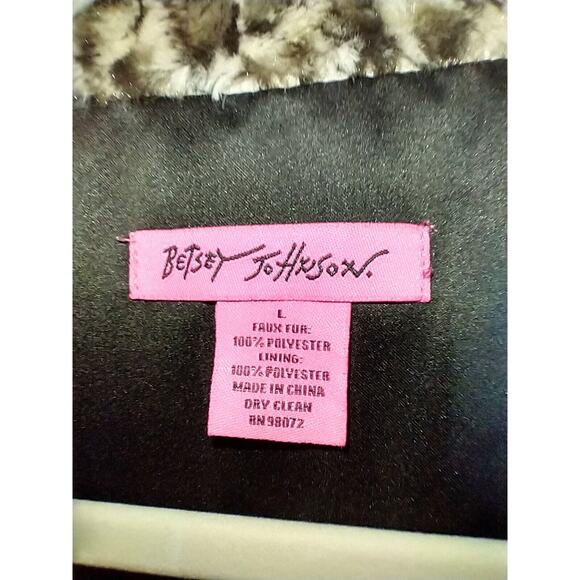 BETSEY JOHNSON.
L
FAUX FUR:
100% POLYESTER
LINING:
100% POLYESTER
MADE IN CHINA
DRY CLEAN
RN 98072